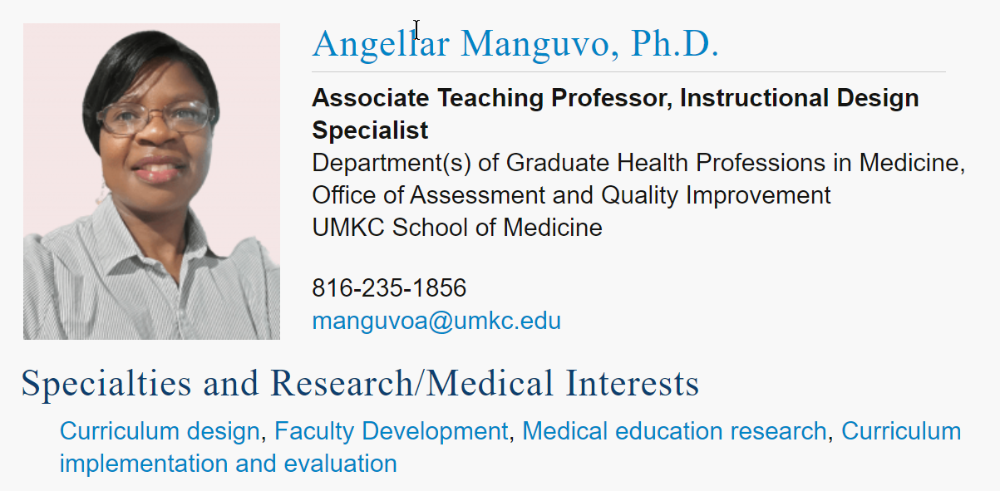 Angellar Manguvo, Ph.D.
Associate Teaching Professor, Instructional Design
Specialist
Department(s) of Graduate Health Professions in Medicine,
Office of Assessment and Quality Improvement
UMKC School of Medicine
816-235-1856
manguvoa@umkc.edu
Specialties and Research/Medical Interests
Curriculum design, Faculty Development, Medical education research, Curriculum
implementation and evaluation